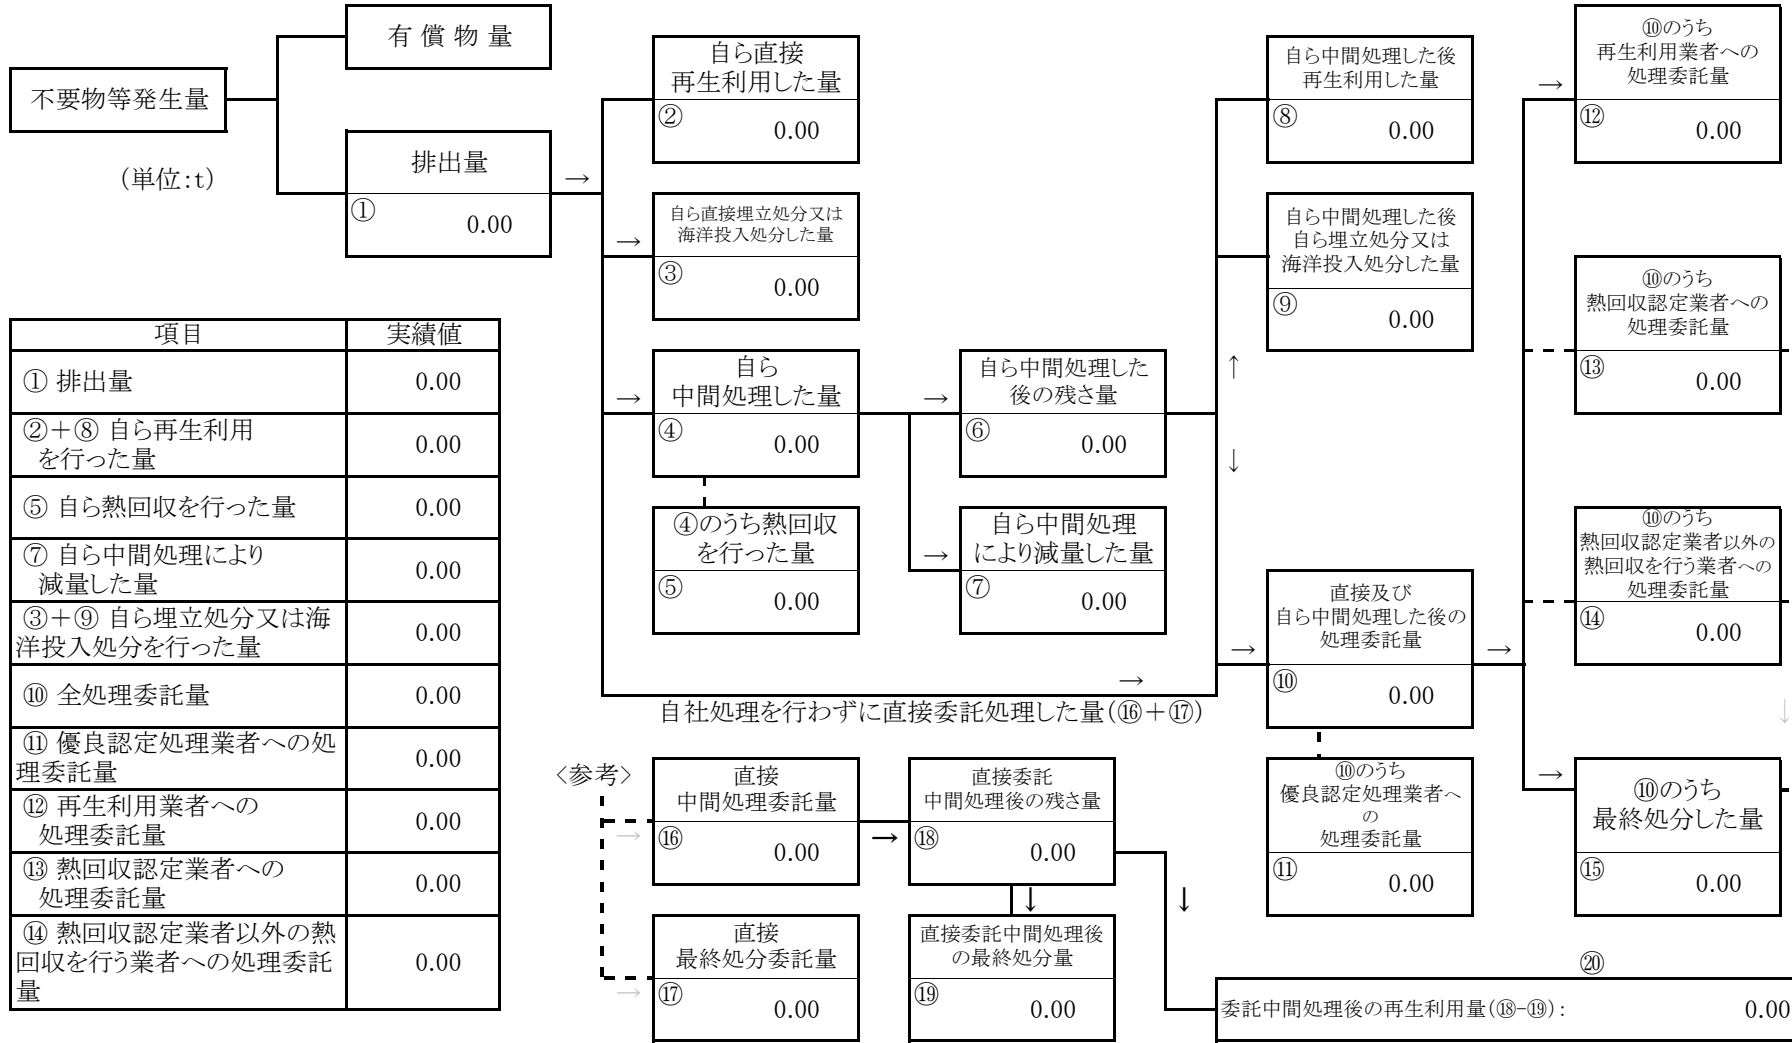 不要物等発生量
(単位:t)
有 償 物 量
排出量
① 0.00
→
自ら直接
再生利用した量
② 0.00
→
自ら直接埋立処分又は
海洋投入処分した量
③ 0.00
→
自ら
中間処理した量
④ 0.00
④のうち熱回収
を行った量
⑤ 0.00
→
自ら中間処理した
後の残さ量
⑥ 0.00
→
自ら中間処理
により減量した量
⑦ 0.00
↑
↓
自ら中間処理した後
再生利用した量
⑧ 0.00
自ら中間処理した後
自ら埋立処分又は
海洋投入処分した量
⑨ 0.00
→
自社処理を行わずに直接委託処理した量(⑯+⑰)
→
直接及び
自ら中間処理した後の
処理委託量
⑩ 0.00
→
⑩のうち
優良認定処理業者へ
の
処理委託量
⑪ 0.00
→
⑩のうち
再生利用業者への
処理委託量
⑫ 0.00
⑩のうち
熱回収認定業者への
処理委託量
⑬ 0.00
⑩のうち
熱回収認定業者以外の
熱回収を行う業者への
処理委託量
⑭ 0.00
↓
→
⑩のうち
最終処分した量
⑮ 0.00
項目 実績値
① 排出量 0.00
②+⑧ 自ら再生利用
を行った量 0.00
⑤ 自ら熱回収を行った量 0.00
⑦ 自ら中間処理により
減量した量 0.00
③+⑨ 自ら埋立処分又は海
洋投入処分を行った量 0.00
⑩ 全処理委託量 0.00
⑪ 優良認定処理業者への処
理委託量 0.00
⑫ 再生利用業者への
処理委託量 0.00
⑬ 熱回収認定業者への
処理委託量 0.00
⑭ 熱回収認定業者以外の熱
回収を行う業者への処理委託
量 0.00
<参考>
→
直接
中間処理委託量
⑯ 0.00
→
直接
最終処分委託量
⑰ 0.00
→
直接委託
中間処理後の残さ量
⑱ 0.00
↓
直接委託中間処理後
の最終処分量
⑲ 0.00
↓
⑳
委託中間処理後の再生利用量(⑱-⑲): 0.00